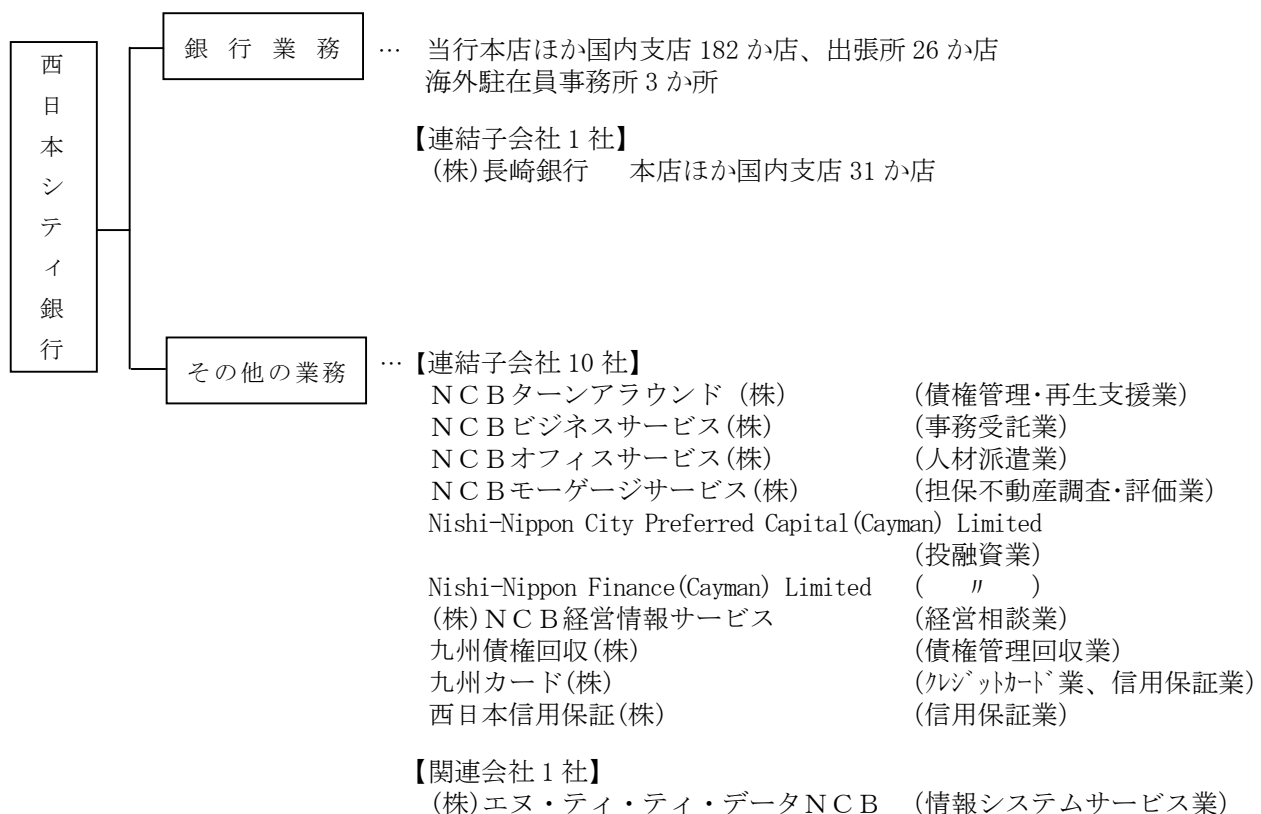 西日本シティ銀行
銀行業務 … 当行本店ほか国内支店 182 か店、出張所 26 か店
海外駐在員事務所 3 か所
【連結子会社 1 社】
(株)長崎銀行 本店ほか国内支店 31 か店
その他の業務 …【連結子会社 10 社】
ＮＣＢターンアラウンド (株) (債権管理･再生支援業)
ＮＣＢビジネスサービス(株) (事務受託業)
ＮＣＢオフィスサービス(株) (人材派遣業)
ＮＣＢモーゲージサービス(株) (担保不動産調査･評価業)
Nishi-Nippon City Preferred Capital(Cayman) Limited
(投融資業)
Nishi-Nippon Finance(Cayman) Limited ( 〃 )
(株)ＮＣＢ経営情報サービス (経営相談業)
九州債権回収(株) (債権管理回収業)
九州カード(株) (ｸﾚｼﾞｯﾄｶｰﾄﾞ業、信用保証業)
西日本信用保証(株) (信用保証業)
【関連会社 1 社】
(株)エヌ・ティ・ティ・データＮＣＢ (情報システムサービス業)